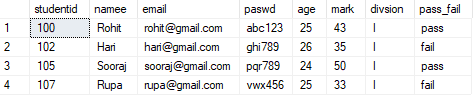 studentid namee email paswd age mark divsion pass_fail
1 100 Rohit rohit@gmail.com abc123 25 43 I pass
2 102 Hari hari@gmail.com ghi789 26 35 I fail
3 105 Sooraj sooraj@gmail.com pqr789 24 50 I pass
4 107 Rupa rupa@gmail.com vwx456 25 33 I fail